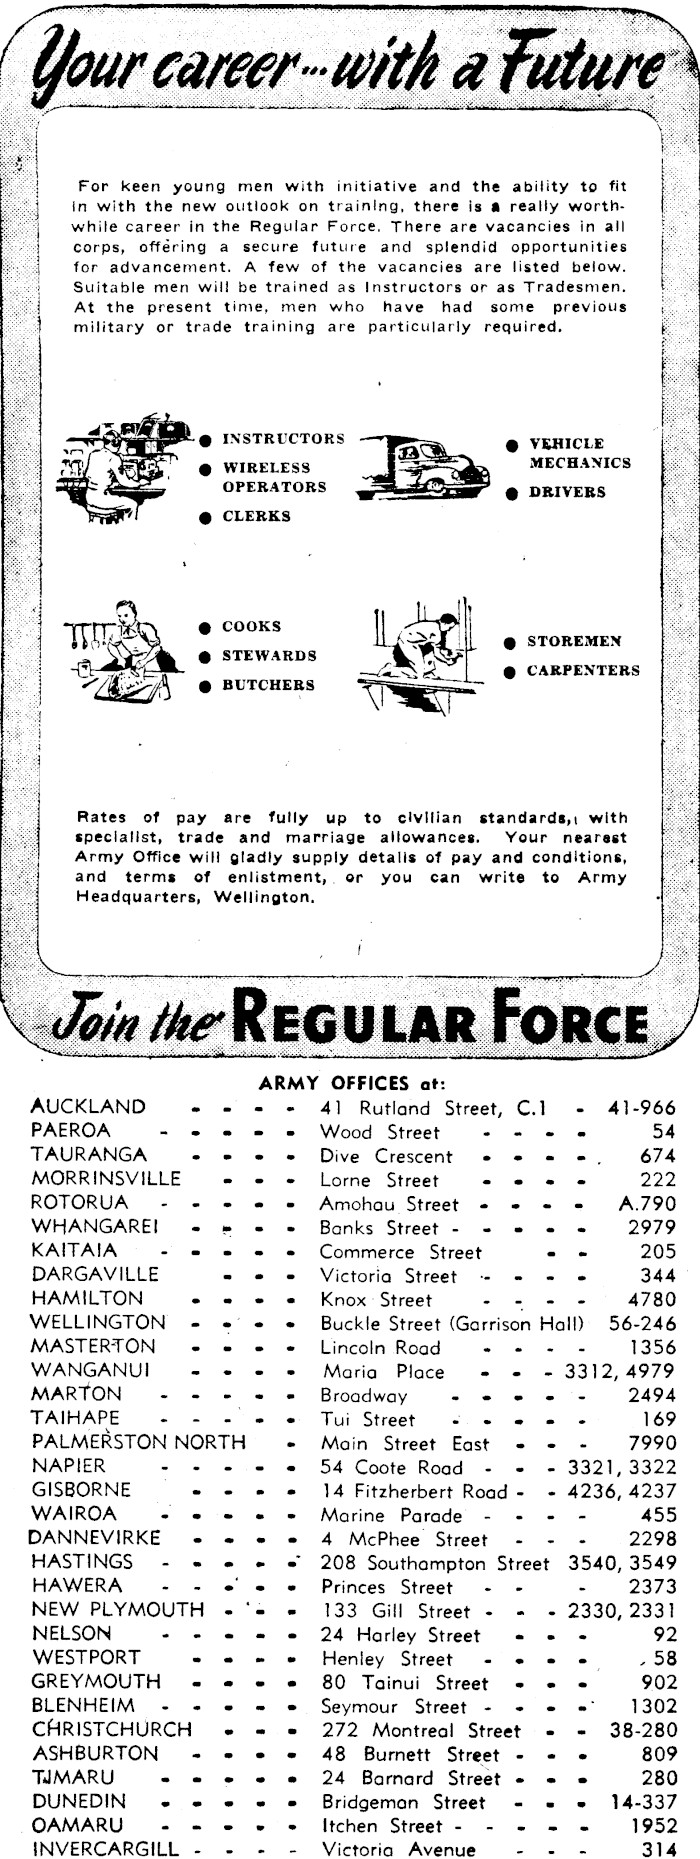 Your career...with a Future
For keen young men with initiative and the ability to fit
in with the new outlook on training, there is a really worth-
while career in the Regular Force. There are vacancies in all
corps, offering a secure future and splendid opportunities
for advancement. A few of the vacancies are listed below.
Suitable men will be trained as Instructors or as Tradesmen.
At the present time, men who have had some previous
military or trade training are particularly required.
● INSTRUCTORS
● WIRELESS
OPERATORS
● CLERKS
● VEHICLE
MECHANICS
● DRIVERS
● COOKS
● STEWARDS
● BUTCHERS
● STOREMEN
● CARPENTERS
Rates of pay are fully up to civilian standards, with
specialist, trade and marriage allowances. Your nearest
Army Office will gladly supply details of pay and conditions,
and terms of enlistment, or you can write to Army
Headquarters, Wellington.
Join the REGULAR FORCE
ARMY OFFICES at:
AUCKLAND - - - - 41 Rutland Street, C.1 - 41-966
PAEROA - - - - - Wood Street - - - - 54
TAURANGA - - - - Dive Crescent - - - - 674
MORRINSVILLE - - - Lorne Street - - - - 222
ROTORUA - - - - - Amohau Street - - - - A.790
WHANGAREI - - - - Banks Street - - - - - 2979
KAITAIA - - - - - Commerce Street - - 205
DARGAVILLE - - - Victoria Street - - - - 344
HAMILTON - - - - Knox Street - - - - 4780
WELLINGTON - - - - Buckle Street (Garrison Hall) 56-246
MASTERTON - - - - Lincoln Road - - - - 1356
WANGANUI - - - - Maria Place - - - 3312, 4979
MARTON - - - - - Broadway - - - - - 2494
TAIHAPE - - - - - Tui Street - - - - - 169
PALMERSTON NORTH - Main Street East - - - 7990
NAPIER - - - - - 54 Coote Road - - - 3321, 3322
GISBORNE - - - - 14 Fitzherbert Road - - 4236, 4237
WAIROA - - - - - Marine Parade - - - - 455
DANNEVIRKE - - - - 4 McPhee Street - - - 2298
HASTINGS - - - - - 208 Southampton Street 3540, 3549
HAWERA - - - - - Princes Street - - - 2373
NEW PLYMOUTH - - - - 133 Gill Street - - - 2330, 2331
NELSON - - - - - 24 Harley Street - - - 92
WESTPORT - - - - Henley Street - - - - 58
GREYMOUTH - - - - 80 Tainui Street - - - 902
BLENHEIM - - - - - Seymour Street - - - - 1302
CHRISTCHURCH - - - 272 Montreal Street - - 38-280
ASHBURTON - - - - 48 Burnett Street - - - 809
TIMARU - - - - - 24 Barnard Street - - - 280
DUNEDIN - - - - - Bridgeman Street - - - 14-337
OAMARU - - - - - Itchen Street - - - - - 1952
INVERCARGILL - - - - Victoria Avenue - - - 314